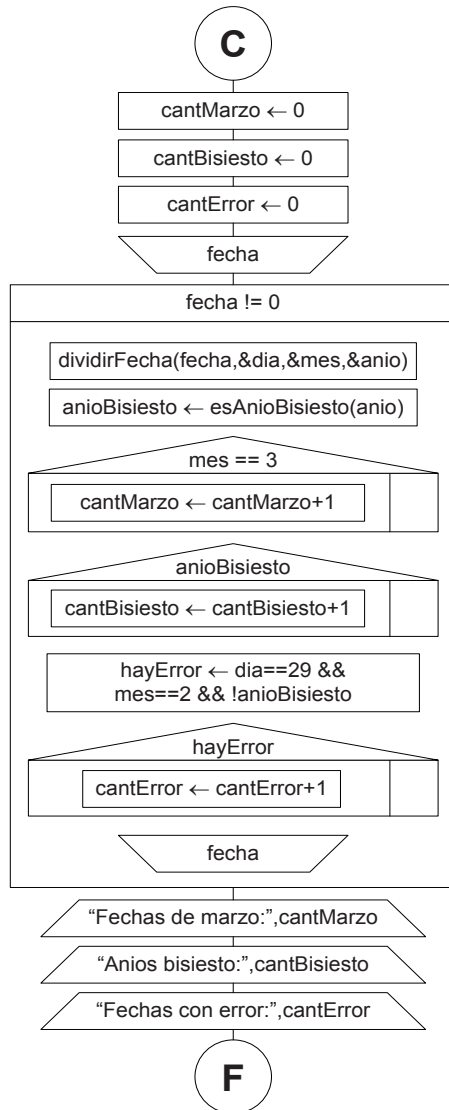 C
cantMarzo ← 0
cantBisiesto ← 0
cantError ← 0
fecha
fecha != 0
dividirFecha(fecha,&dia,&mes,&anio)
anioBisiesto ← esAnioBisiesto(anio)
mes == 3
cantMarzo ← cantMarzo+1
anioBisiesto
cantBisiesto ← cantBisiesto+1
hayError ← dia==29 &&
mes==2 && !anioBisiesto
hayError
cantError ← cantError+1
fecha
“Fechas de marzo:”,cantMarzo
“Anios bisiesto:”,cantBisiesto
“Fechas con error:”,cantError
F